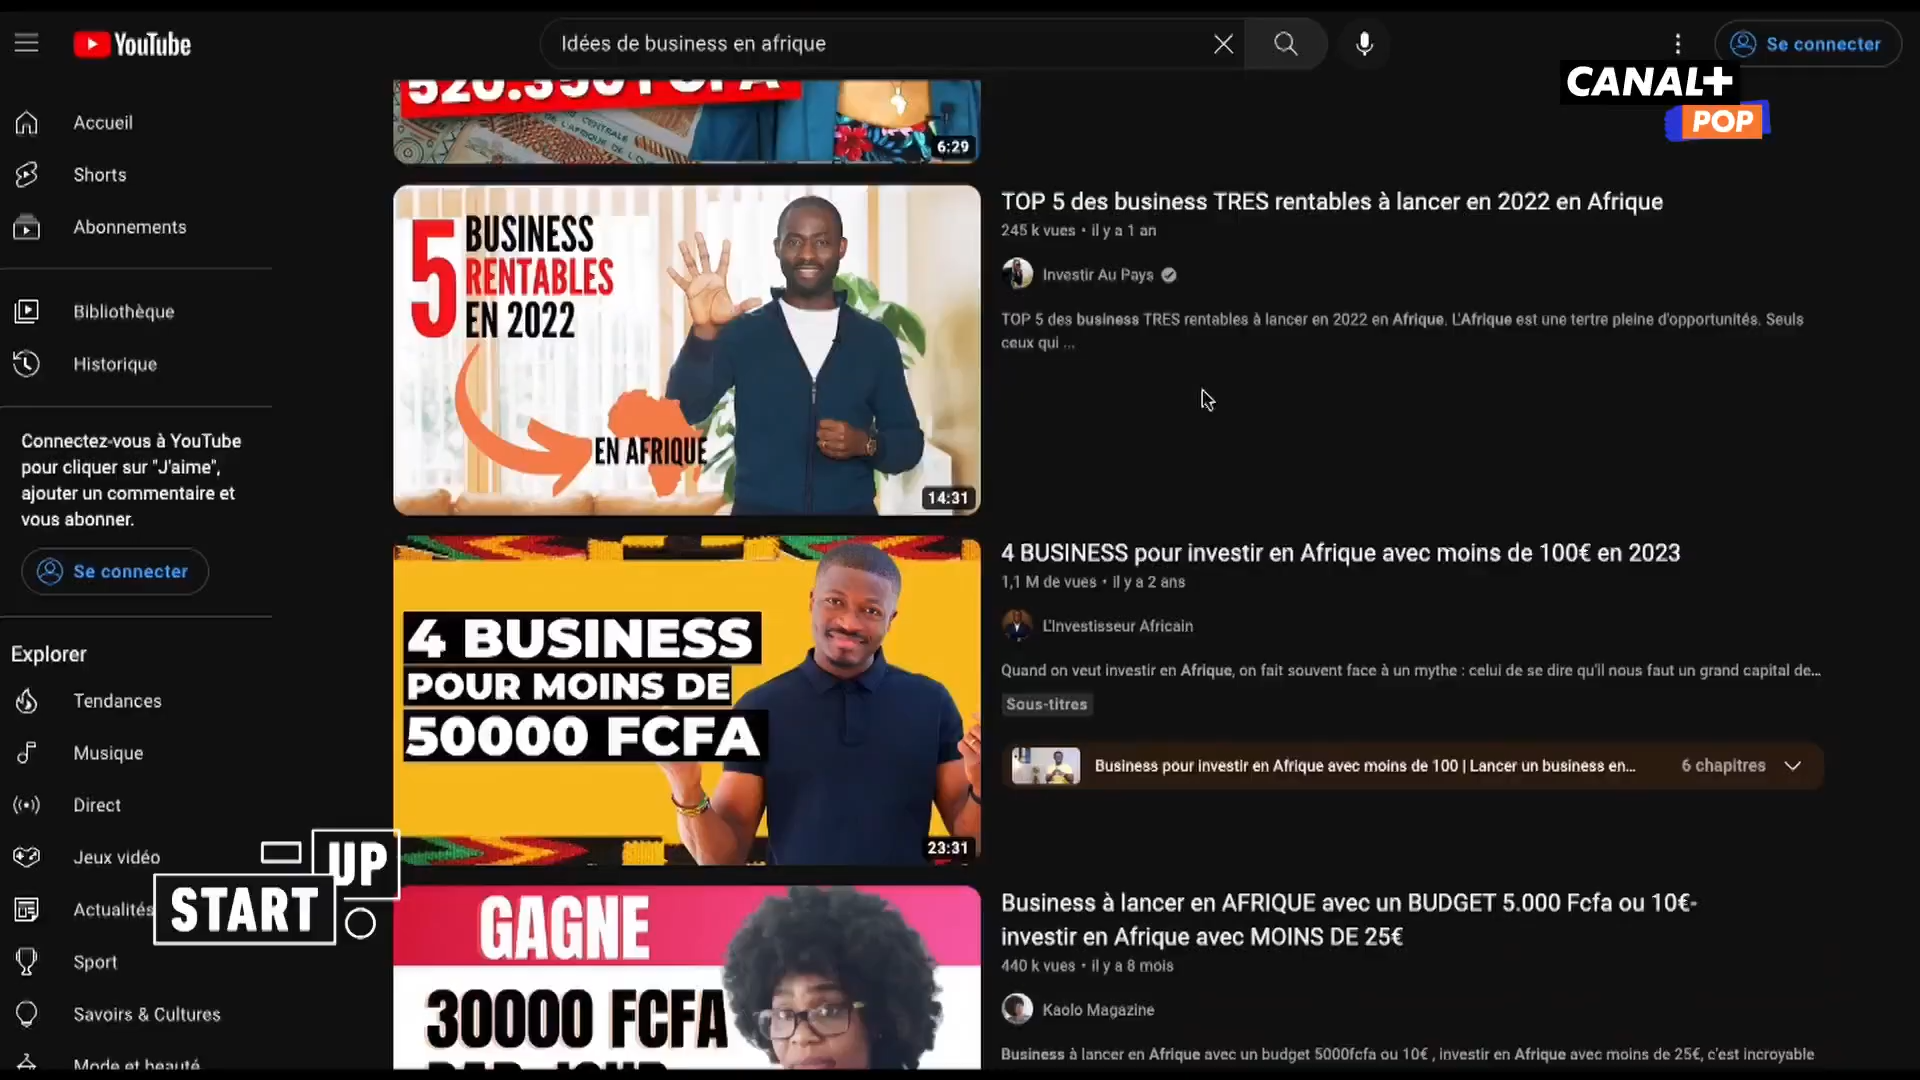 YouTube
Idées de business en afrique
Se connecter
CANAL+
POP
Accueil
Shorts
Abonnements
Bibliothèque
Historique
Connectez-vous à YouTube
pour cliquer sur "J'aime",
ajouter un commentaire et
vous abonner.
Se connecter
Explorer
Tendances
Musique
Direct
Jeux vidéo
Actualités
Sport
Savoirs & Cultures
Mode et beauté
START
UP
520.350 FCFA
6:29
5 BUSINESS
RENTABLES
EN 2022
EN AFRIQUE
14:31
TOP 5 des business TRES rentables à lancer en 2022 en Afrique
245 k vues • il y a 1 an
Investir Au Pays
TOP 5 des business TRES rentables à lancer en 2022 en Afrique. L'Afrique est une tertre pleine d'opportunités. Seuls
ceux qui ...
4 BUSINESS
POUR MOINS DE
50000 FCFA
23:31
4 BUSINESS pour investir en Afrique avec moins de 100€ en 2023
1,1 M de vues • il y a 2 ans
L'Investisseur Africain
Quand on veut investir en Afrique, on fait souvent face à un mythe : celui de se dire qu'il nous faut un grand capital de...
Sous-titres
Business pour investir en Afrique avec moins de 100 | Lancer un business en...
6 chapitres
GAGNE
30000 FCFA
PAR JOUR
Business à lancer en AFRIQUE avec un BUDGET 5.000 Fcfa ou 10€-
investir en Afrique avec MOINS DE 25€
440 k vues • il y a 8 mois
Kaolo Magazine
Business à lancer en Afrique avec un budget 5000fcfa ou 10€ , investir en Afrique avec moins de 25€, c'est incroyable